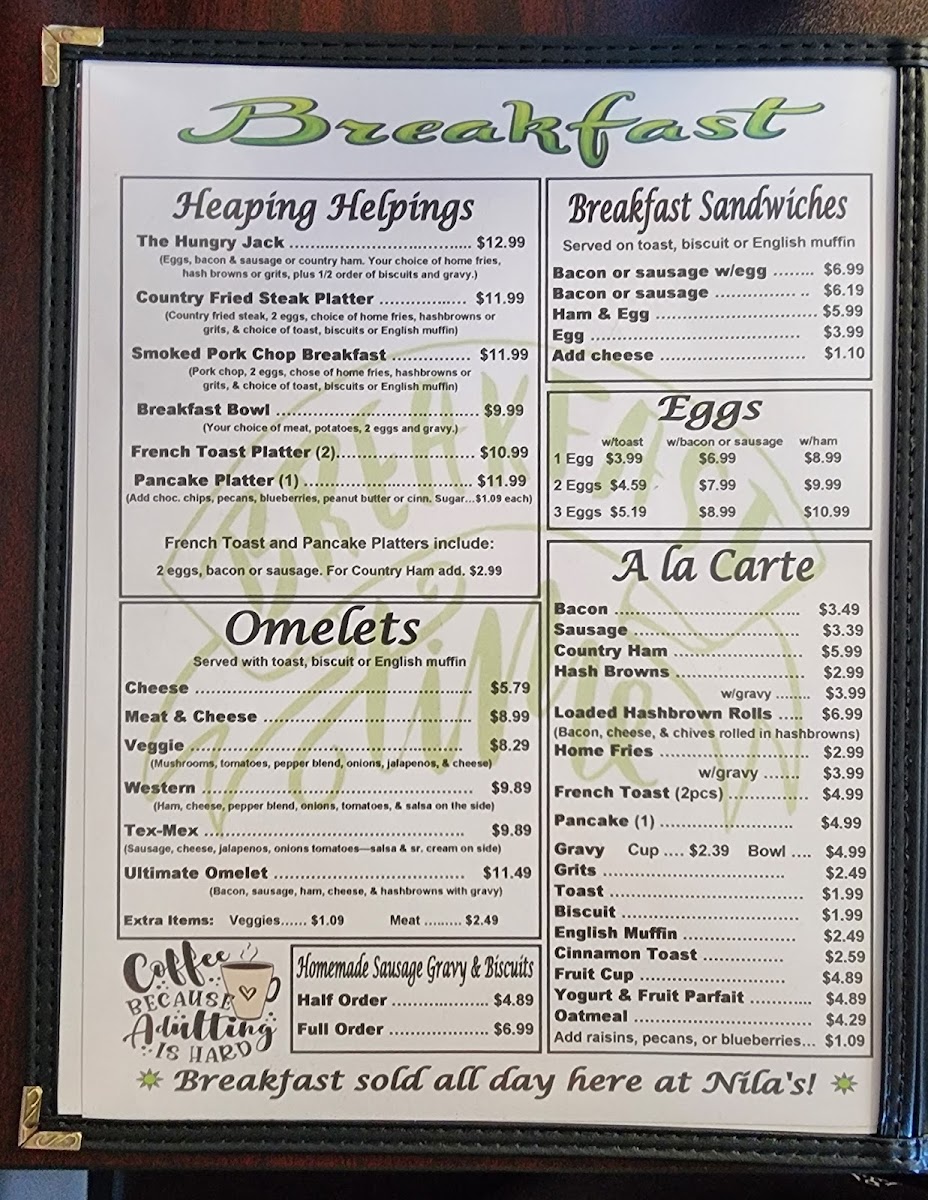 Breakfast
Heaping Helpings
The Hungry Jack ........................................ $12.99
(Eggs, bacon & sausage or country ham. Your choice of home fries,
hash browns or grits, plus 1/2 order of biscuits and gravy.)
Country Fried Steak Platter .................. $11.99
(Country fried steak, 2 eggs, choice of home fries, hashbrowns or
grits, & choice of toast, biscuits or English muffin)
Smoked Pork Chop Breakfast ................. $11.99
(Pork chop, 2 eggs, chose of home fries, hashbrowns or
grits, & choice of toast, biscuits or English muffin)
Breakfast Bowl .......................................... $9.99
(Your choice of meat, potatoes, 2 eggs and gravy.)
French Toast Platter (2)............................. $10.99
Pancake Platter (1) ................................... $11.99
(Add choc. chips, pecans, blueberries, peanut butter or cinn. Sugar...$1.09 each)
French Toast and Pancake Platters include:
2 eggs, bacon or sausage. For Country Ham add. $2.99
Omelets
Served with toast, biscuit or English muffin
Cheese ........................................................ $5.79
Meat & Cheese ........................................... $8.99
Veggie ........................................................ $8.29
(Mushrooms, tomatoes, pepper blend, onions, jalapenos, & cheese)
Western ...................................................... $9.89
(Ham, cheese, pepper blend, onions, tomatoes, & salsa on the side)
Tex-Mex ..................................................... $9.89
(Sausage, cheese, jalapenos, onions tomatoes—salsa & sr. cream on side)
Ultimate Omelet ........................................ $11.49
(Bacon, sausage, ham, cheese, & hashbrowns with gravy)
Extra Items: Veggies...... $1.09 Meat ......... $2.49
Coffee
BECAUSE
Adulting
IS HARD
Homemade Sausage Gravy & Biscuits
Half Order .................... $4.89
Full Order ..................... $6.99
Breakfast Sandwiches
Served on toast, biscuit or English muffin
Bacon or sausage w/egg ........ $6.99
Bacon or sausage ................ .. $6.19
Ham & Egg ................................. $5.99
Egg ........................................... $3.99
Add cheese .............................. $1.10
Eggs
w/toast w/bacon or sausage w/ham
1 Egg $3.99 $6.99 $8.99
2 Eggs $4.59 $7.99 $9.99
3 Eggs $5.19 $8.99 $10.99
A la Carte
Bacon ...................................... $3.49
Sausage .................................. $3.39
Country Ham ........................... $5.99
Hash Browns ........................... $2.99
w/gravy ........ $3.99
Loaded Hashbrown Rolls ..... $6.99
(Bacon, cheese, & chives rolled in hashbrowns)
Home Fries .............................. $2.99
w/gravy ....... $3.99
French Toast (2pcs) ................ $4.99
Pancake (1) ........................... $4.99
Gravy Cup .... $2.39 Bowl .... $4.99
Grits ..................................... $2.49
Toast ....................................... $1.99
Biscuit .................................... $1.99
English Muffin ....................... $2.49
Cinnamon Toast ................. $2.59
Fruit Cup ............................. $4.89
Yogurt & Fruit Parfait .......... $4.89
Oatmeal .................................... $4.29
Add raisins, pecans, or blueberries... $1.09
BREAKFAST
Time
Breakfast sold all day here at Nila's!